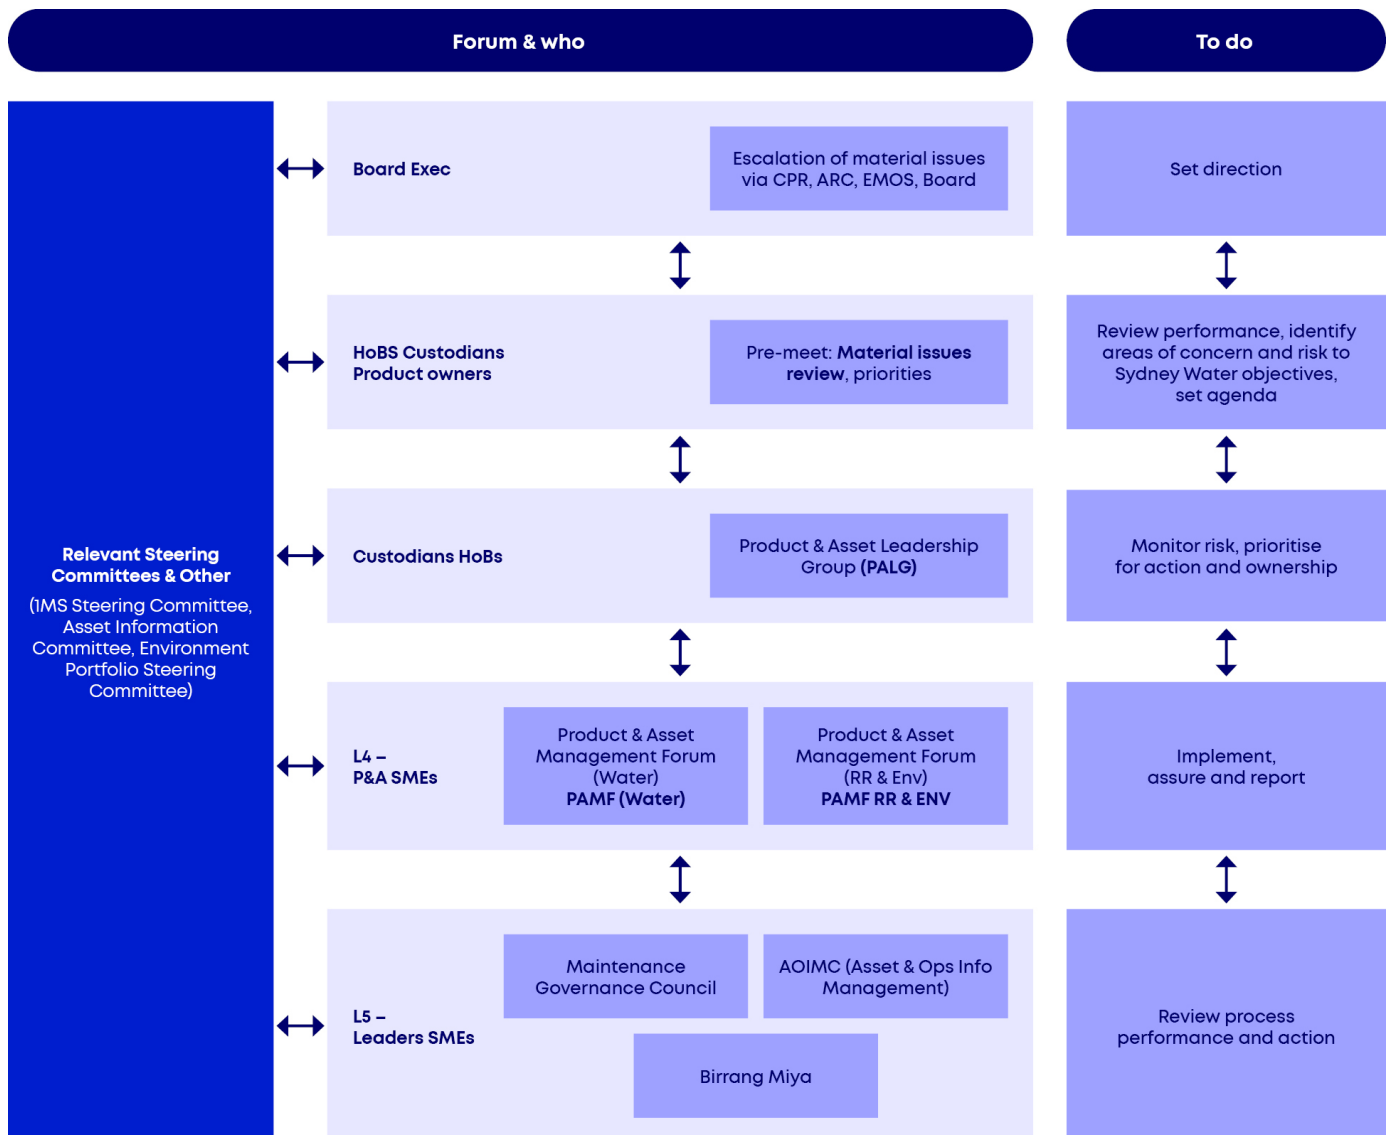 Forum & who
To do
Relevant Steering
Committees & Other
(1MS Steering Committee,
Asset Information
Committee, Environment
Portfolio Steering
Committee)
Board Exec
Escalation of material issues
via CPR, ARC, EMOS, Board
Set direction
HoBS Custodians
Product owners
Pre-meet: Material issues
review, priorities
Review performance, identify
areas of concern and risk to
Sydney Water objectives,
set agenda
Custodians HoBs
Product & Asset Leadership
Group (PALG)
Monitor risk, prioritise
for action and ownership
L4 –
P&A SMEs
Product & Asset
Management Forum
(Water)
PAMF (Water)
Product & Asset
Management Forum
(RR & Env)
PAMF RR & ENV
Implement,
assure and report
L5 –
Leaders SMEs
Maintenance
Governance Council
AOIMC (Asset & Ops Info
Management)
Birrang Miya
Review process
performance and action